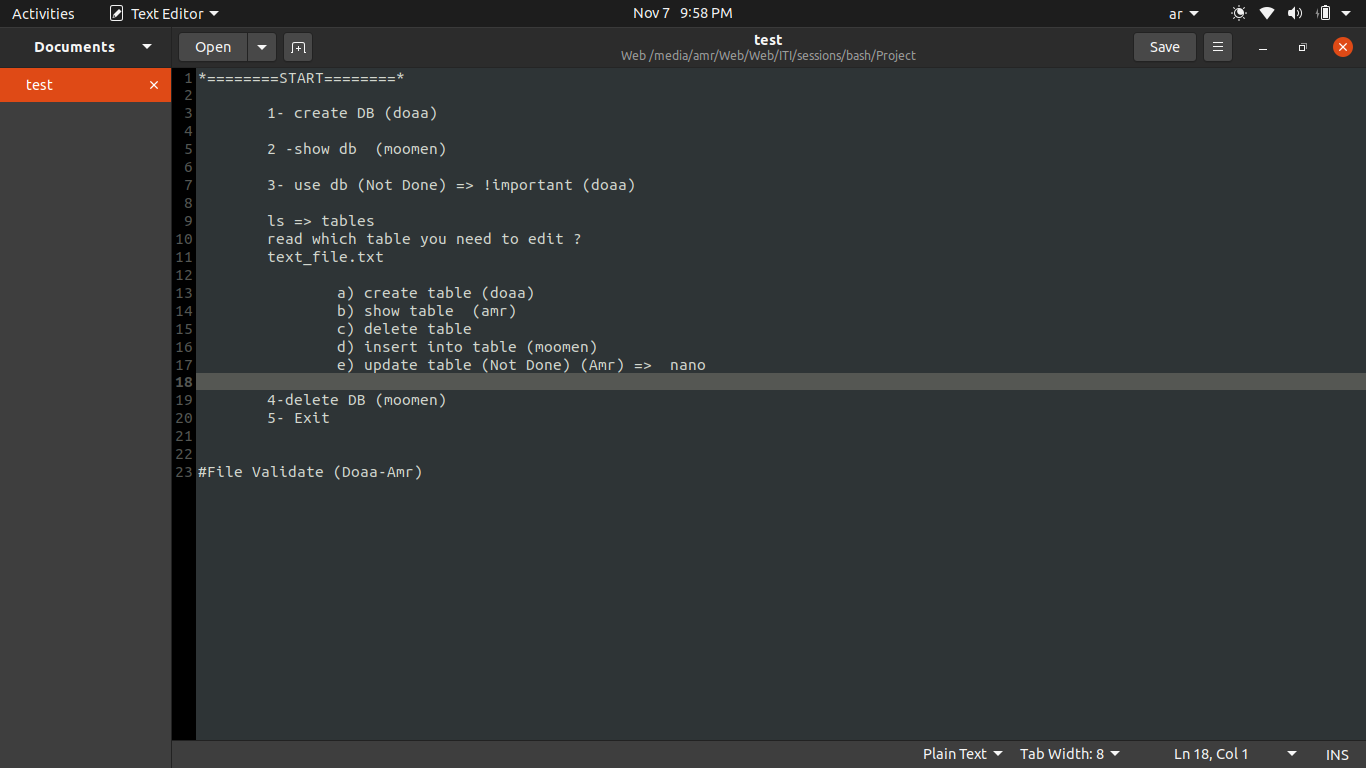 Activities Text Editor Nov 7 9:58 PM ar
Documents Open test Save
Web /media/amr/Web/Web/ITI/sessions/bash/Project
test
1 *========START========*
2
3 1- create DB (doaa)
4
5 2 -show db (moomen)
6
7 3- use db (Not Done) => !important (doaa)
8
9 ls => tables
10 read which table you need to edit ?
11 text_file.txt
12
13 a) create table (doaa)
14 b) show table (amr)
15 c) delete table
16 d) insert into table (moomen)
17 e) update table (Not Done) (Amr) => nano
18
19 4-delete DB (moomen)
20 5- Exit
21
22
23 #File Validate (Doaa-Amr)
Plain Text Tab Width: 8 Ln 18, Col 1 INS